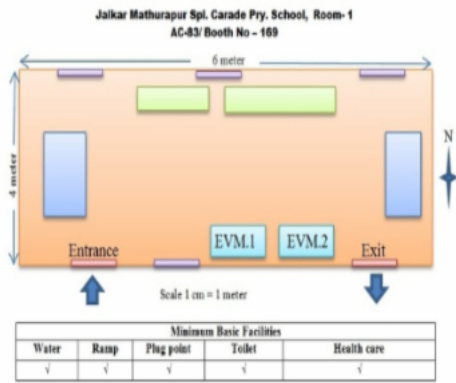 Jalkar Mathurapur Spl. Carade Pry. School, Room- 1
AC-83/ Booth No – 169
6 meter
4 meter
N
EVM.1 EVM.2
Entrance Exit
Scale 1 cm = 1 meter
Minimum Basic Facilities
Water Ramp Plug point Toilet Health care
√ √ √ √ √